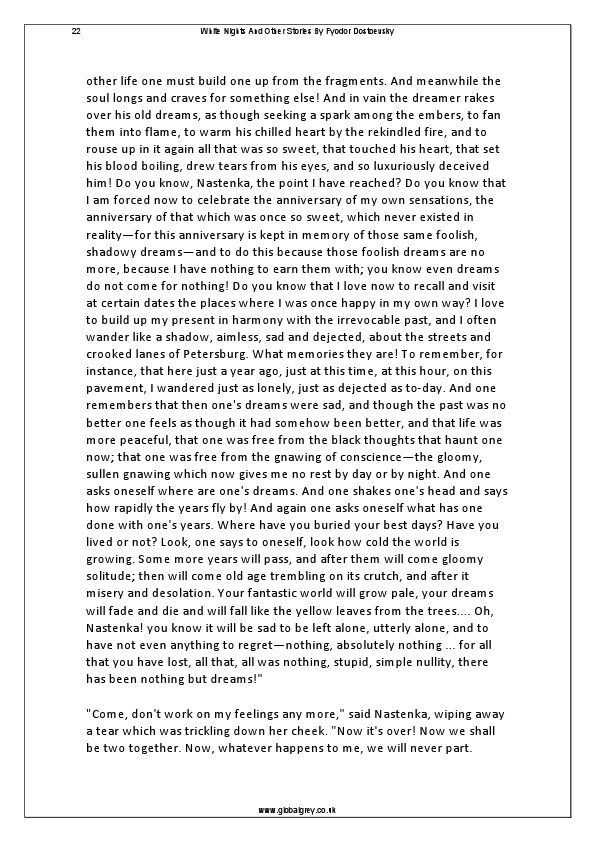 22 White Nights And Other Stories By Fyodor Dostoevsky
other life one must build one up from the fragments. And meanwhile the
soul longs and craves for something else! And in vain the dreamer rakes
over his old dreams, as though seeking a spark among the embers, to fan
them into flame, to warm his chilled heart by the rekindled fire, and to
rouse up in it again all that was so sweet, that touched his heart, that set
his blood boiling, drew tears from his eyes, and so luxuriously deceived
him! Do you know, Nastenka, the point I have reached? Do you know that
I am forced now to celebrate the anniversary of my own sensations, the
anniversary of that which was once so sweet, which never existed in
reality—for this anniversary is kept in memory of those same foolish,
shadowy dreams—and to do this because those foolish dreams are no
more, because I have nothing to earn them with; you know even dreams
do not come for nothing! Do you know that I love now to recall and visit
at certain dates the places where I was once happy in my own way? I love
to build up my present in harmony with the irrevocable past, and I often
wander like a shadow, aimless, sad and dejected, about the streets and
crooked lanes of Petersburg. What memories they are! To remember, for
instance, that here just a year ago, just at this time, at this hour, on this
pavement, I wandered just as lonely, just as dejected as to-day. And one
remembers that then one's dreams were sad, and though the past was no
better one feels as though it had somehow been better, and that life was
more peaceful, that one was free from the black thoughts that haunt one
now; that one was free from the gnawing of conscience—the gloomy,
sullen gnawing which now gives me no rest by day or by night. And one
asks oneself where are one's dreams. And one shakes one's head and says
how rapidly the years fly by! And again one asks oneself what has one
done with one's years. Where have you buried your best days? Have you
lived or not? Look, one says to oneself, look how cold the world is
growing. Some more years will pass, and after them will come gloomy
solitude; then will come old age trembling on its crutch, and after it
misery and desolation. Your fantastic world will grow pale, your dreams
will fade and die and will fall like the yellow leaves from the trees.... Oh,
Nastenka! you know it will be sad to be left alone, utterly alone, and to
have not even anything to regret—nothing, absolutely nothing ... for all
that you have lost, all that, all was nothing, stupid, simple nullity, there
has been nothing but dreams!"
"Come, don't work on my feelings any more," said Nastenka, wiping away
a tear which was trickling down her cheek. "Now it's over! Now we shall
be two together. Now, whatever happens to me, we will never part.
www.globalgrey.co.uk